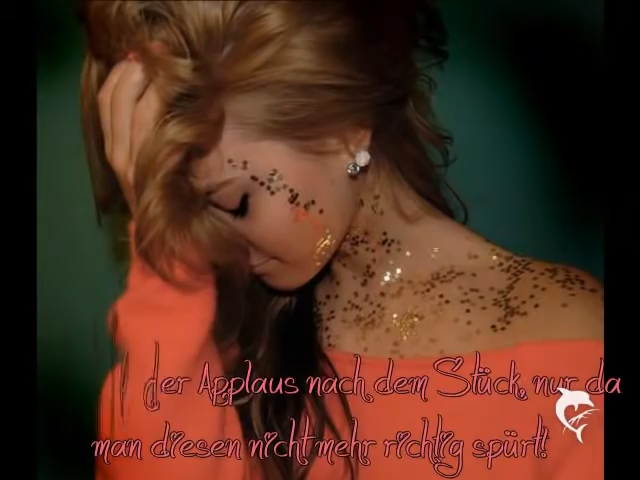 der Applaus nach dem Stück, nur da
man diesen nicht mehr richtig spürt!